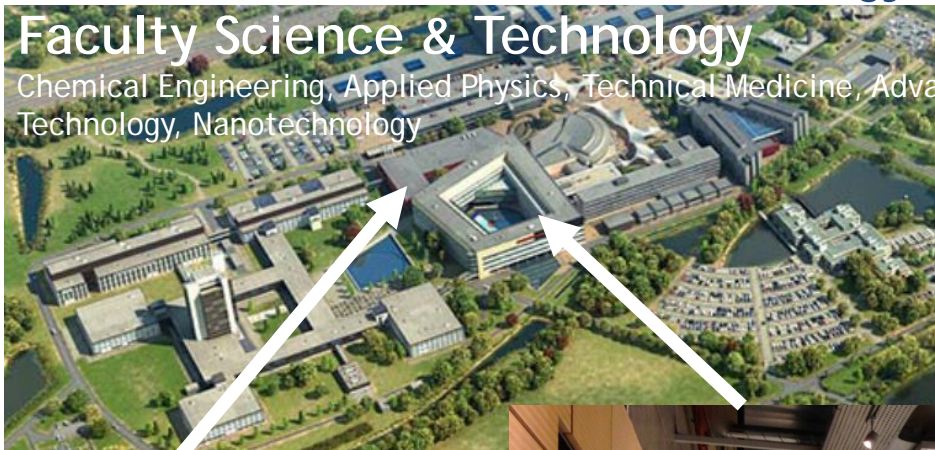 Faculty Science & Technology
Chemical Engineering, Applied Physics, Technical Medicine,
Technology, Nanotechnology